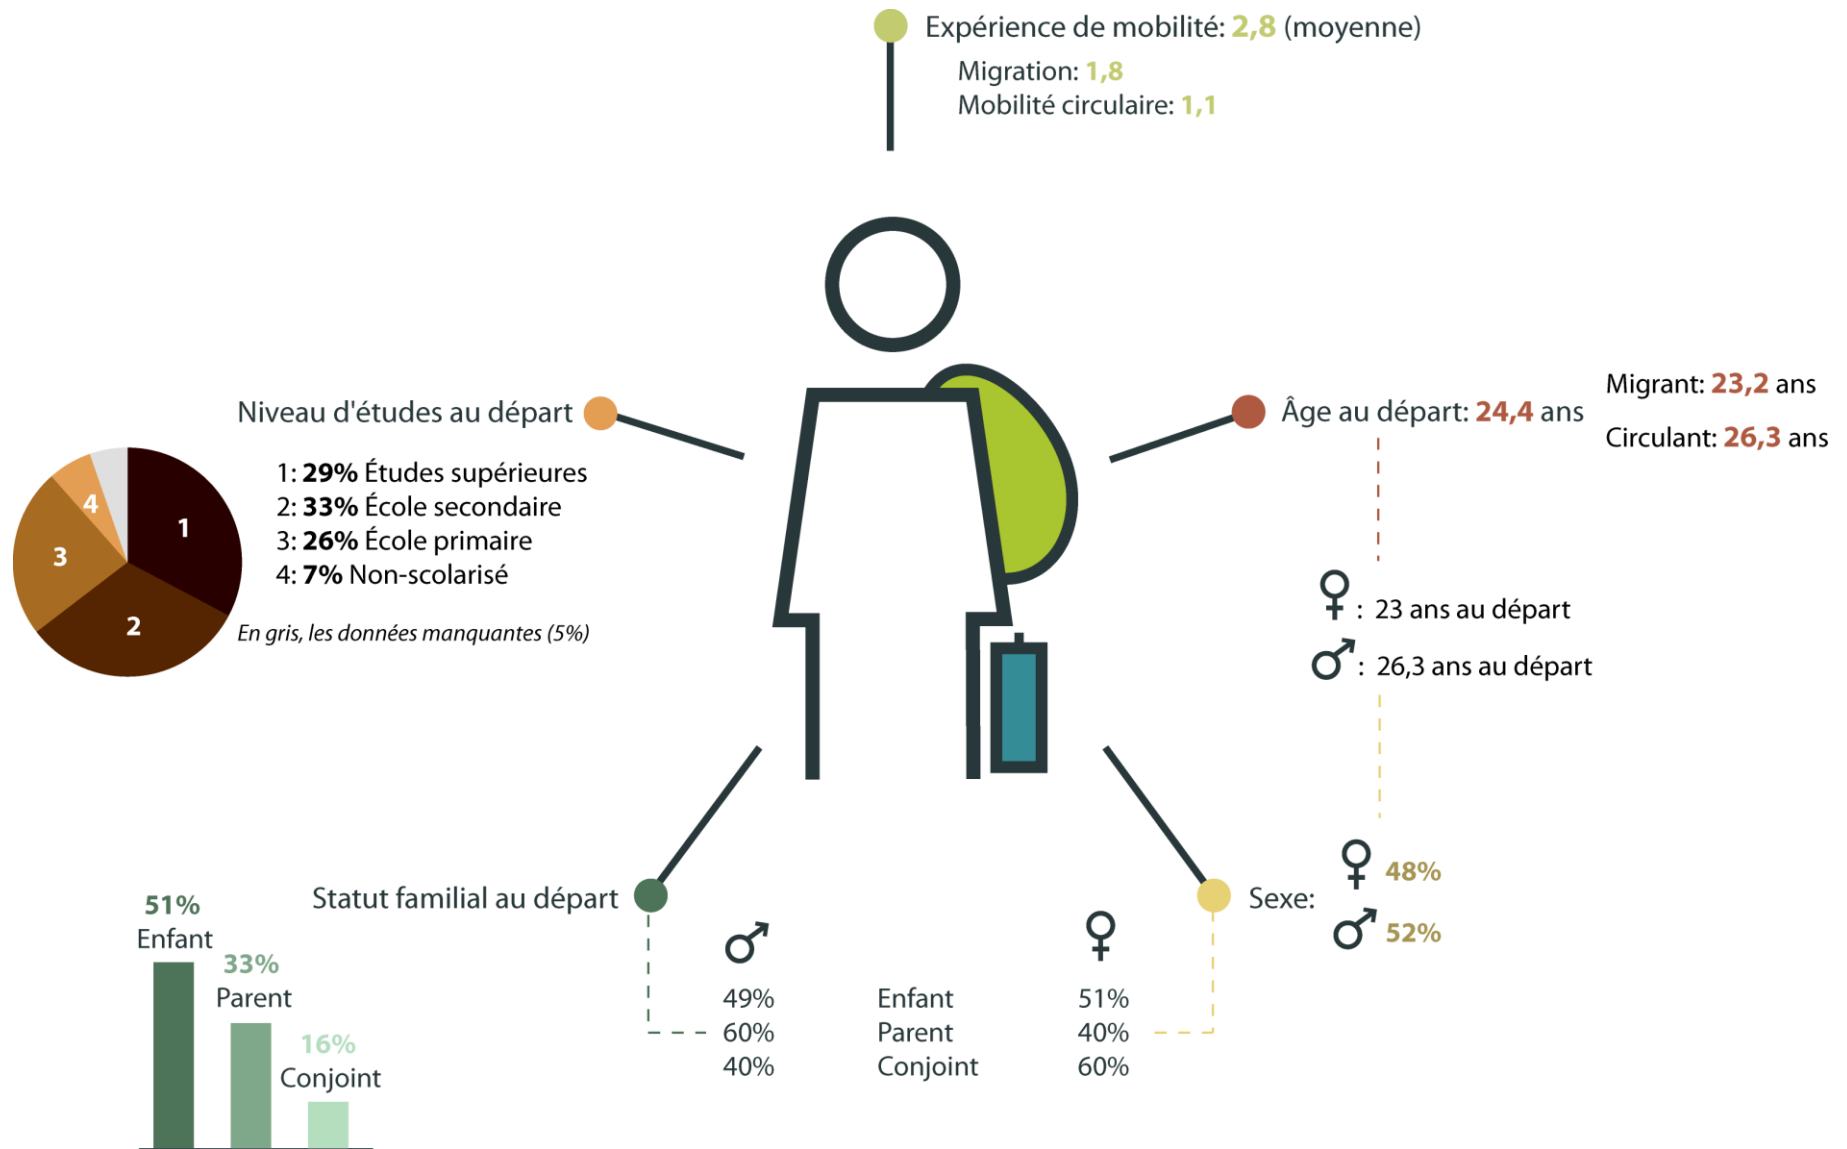 Expérience de mobilité: 2,8 (moyenne)
Migration: 1,8
Mobilité circulaire: 1,1
Niveau d'études au départ
1: 29% Études supérieures
2: 33% École secondaire
3: 26% École primaire
4: 7% Non-scolarisé
En gris, les données manquantes (5%)
1
2
3
4
Âge au départ: 24,4 ans
Migrant: 23,2 ans
Circulant: 26,3 ans
♀ : 23 ans au départ
♂ : 26,3 ans au départ
Sexe:
♀ 48%
♂ 52%
Statut familial au départ
51%
Enfant
33%
Parent
16%
Conjoint
♂ ♀
49% Enfant 51%
60% Parent 40%
40% Conjoint 60%